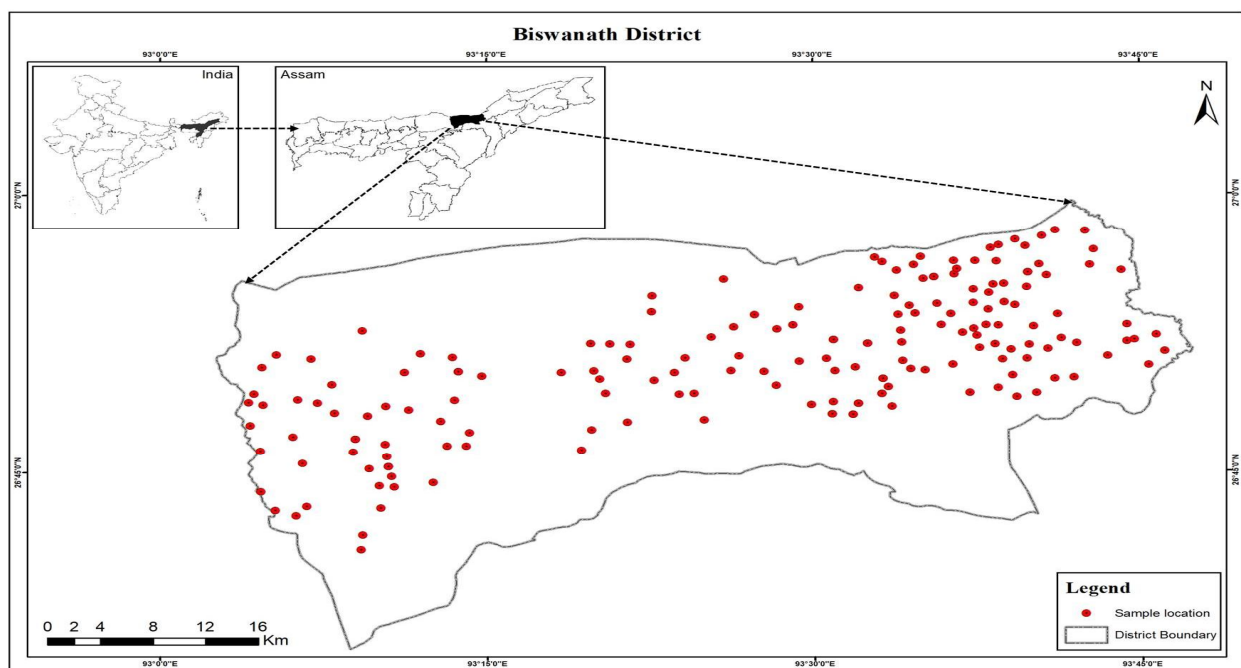 Biswanath District
93°0'0"E 93°15'0"E 93°30'0"E 93°45'0"E
India
Assam
N
27°0'0"N
27°0'0"N
26°45'0"N
26°45'0"N
Legend
Sample location
District Boundary
0 2 4 8 12 16
Km
93°0'0"E 93°15'0"E 93°30'0"E 93°45'0"E